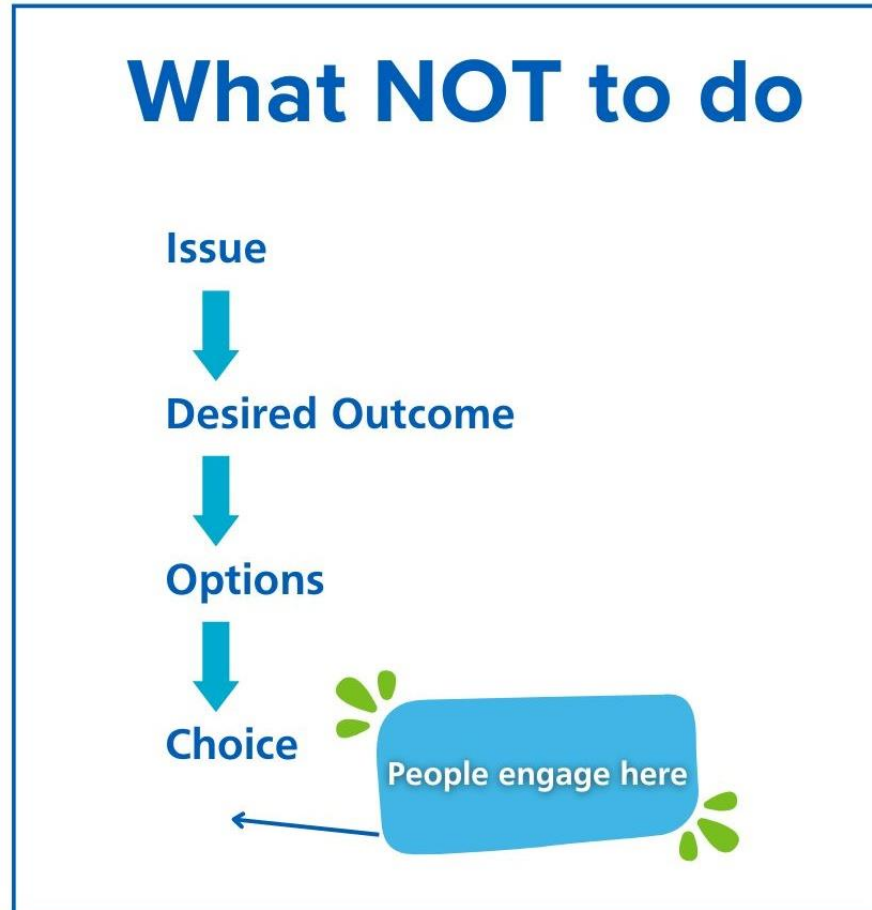 What NOT to do
Issue
Desired Outcome
Options
Choice
People engage here